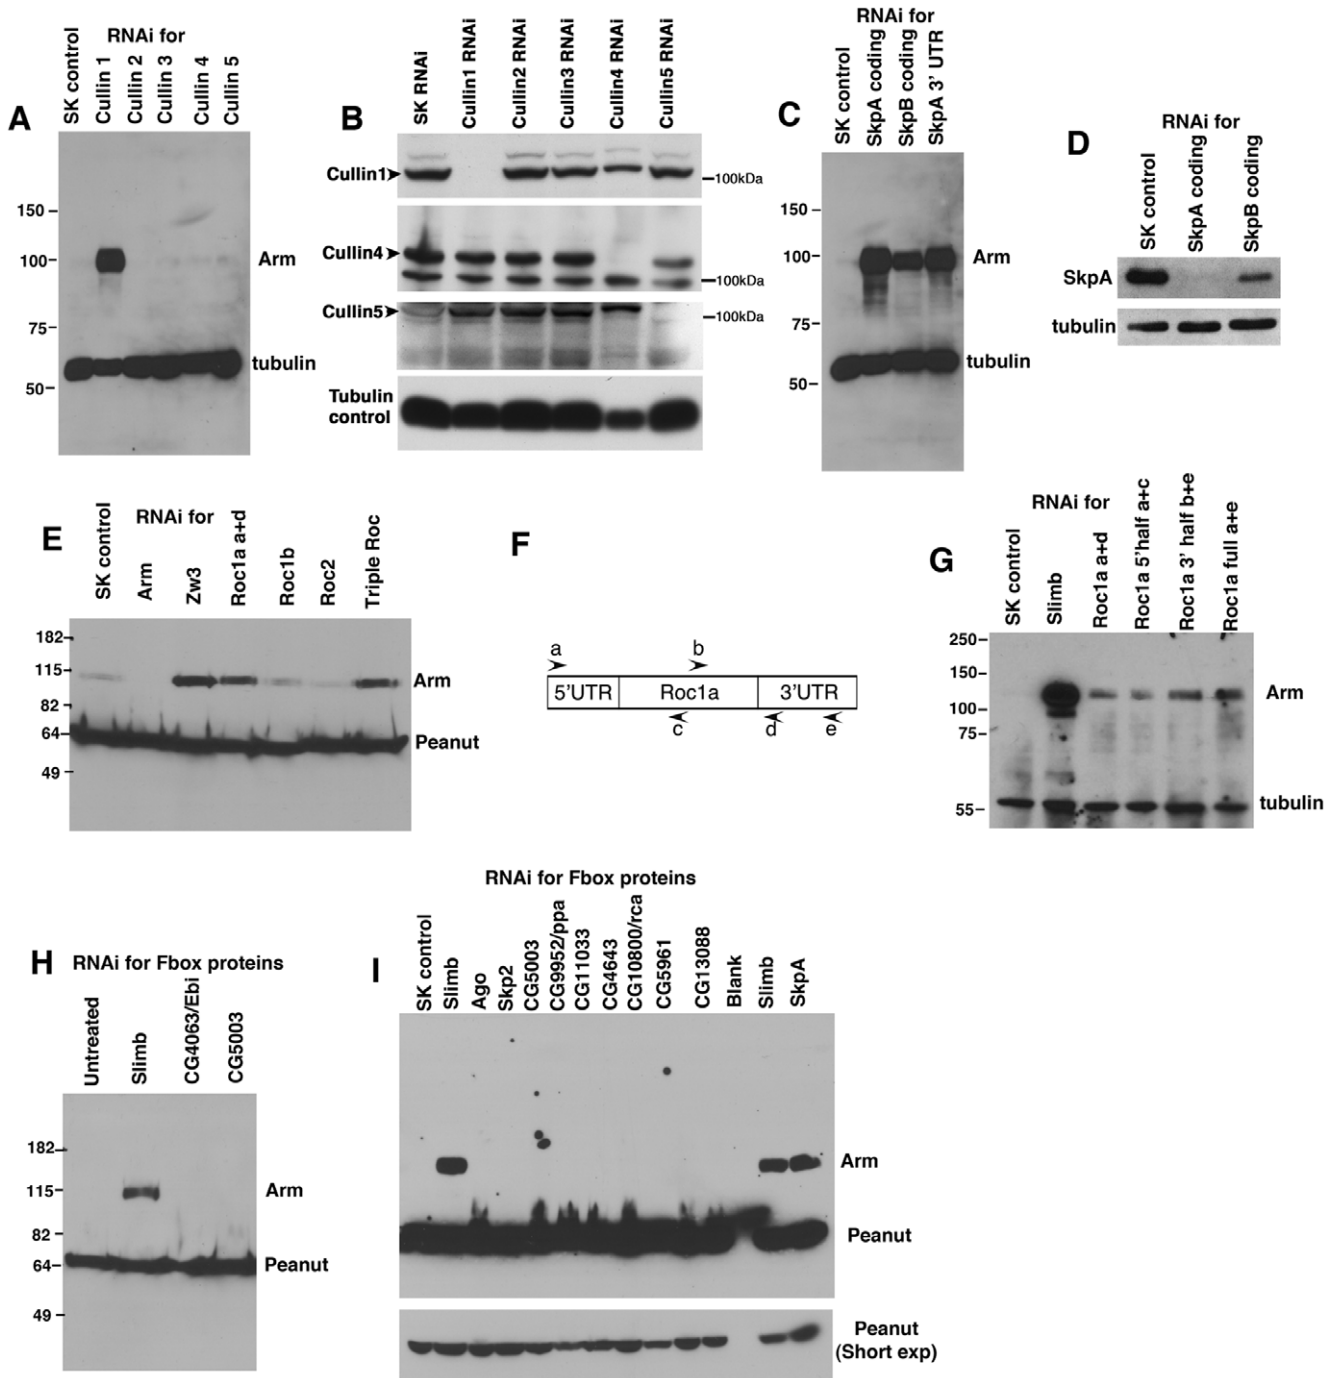 A
SK control
RNAi for
Cullin 1
Cullin 2
Cullin 3
Cullin 4
Cullin 5
150
100
75
50
Arm
tubulin
B
SK RNAi
Cullin1 RNAi
Cullin2 RNAi
Cullin3 RNAi
Cullin4 RNAi
Cullin5 RNAi
Cullin1
100kDa
Cullin4
100kDa
Cullin5
100kDa
Tubulin
control
C
RNAi for
SK control
SkpA coding
SkpB coding
SkpA 3' UTR
150
100
75
50
Arm
tubulin
D
RNAi for
SK control
SkpA coding
SkpB coding
SkpA
tubulin
E
RNAi for
SK control
Arm
Zw3
Roc1a a+d
Roc1b
Roc2
Triple Roc
182
115
82
64
49
Arm
Peanut
F
a
b
5'UTR
Roc1a
3'UTR
c
d
e
G
RNAi for
SK control
Slimb
Roc1a a+d
Roc1a 5'half a+c
Roc1a 3' half b+e
Roc1a full a+e
250
150
100
75
55
Arm
tubulin
H
RNAi for Fbox proteins
Untreated
Slimb
CG4063/Ebi
CG5003
182
115
82
64
49
Arm
Peanut
I
RNAi for Fbox proteins
SK control
Slimb
Ago
Skp2
CG5003
CG9952/ppa
CG11033
CG4643
CG10800/rca
CG5961
CG13088
Blank
Slimb
SkpA
Arm
Peanut
Peanut
(Short exp)